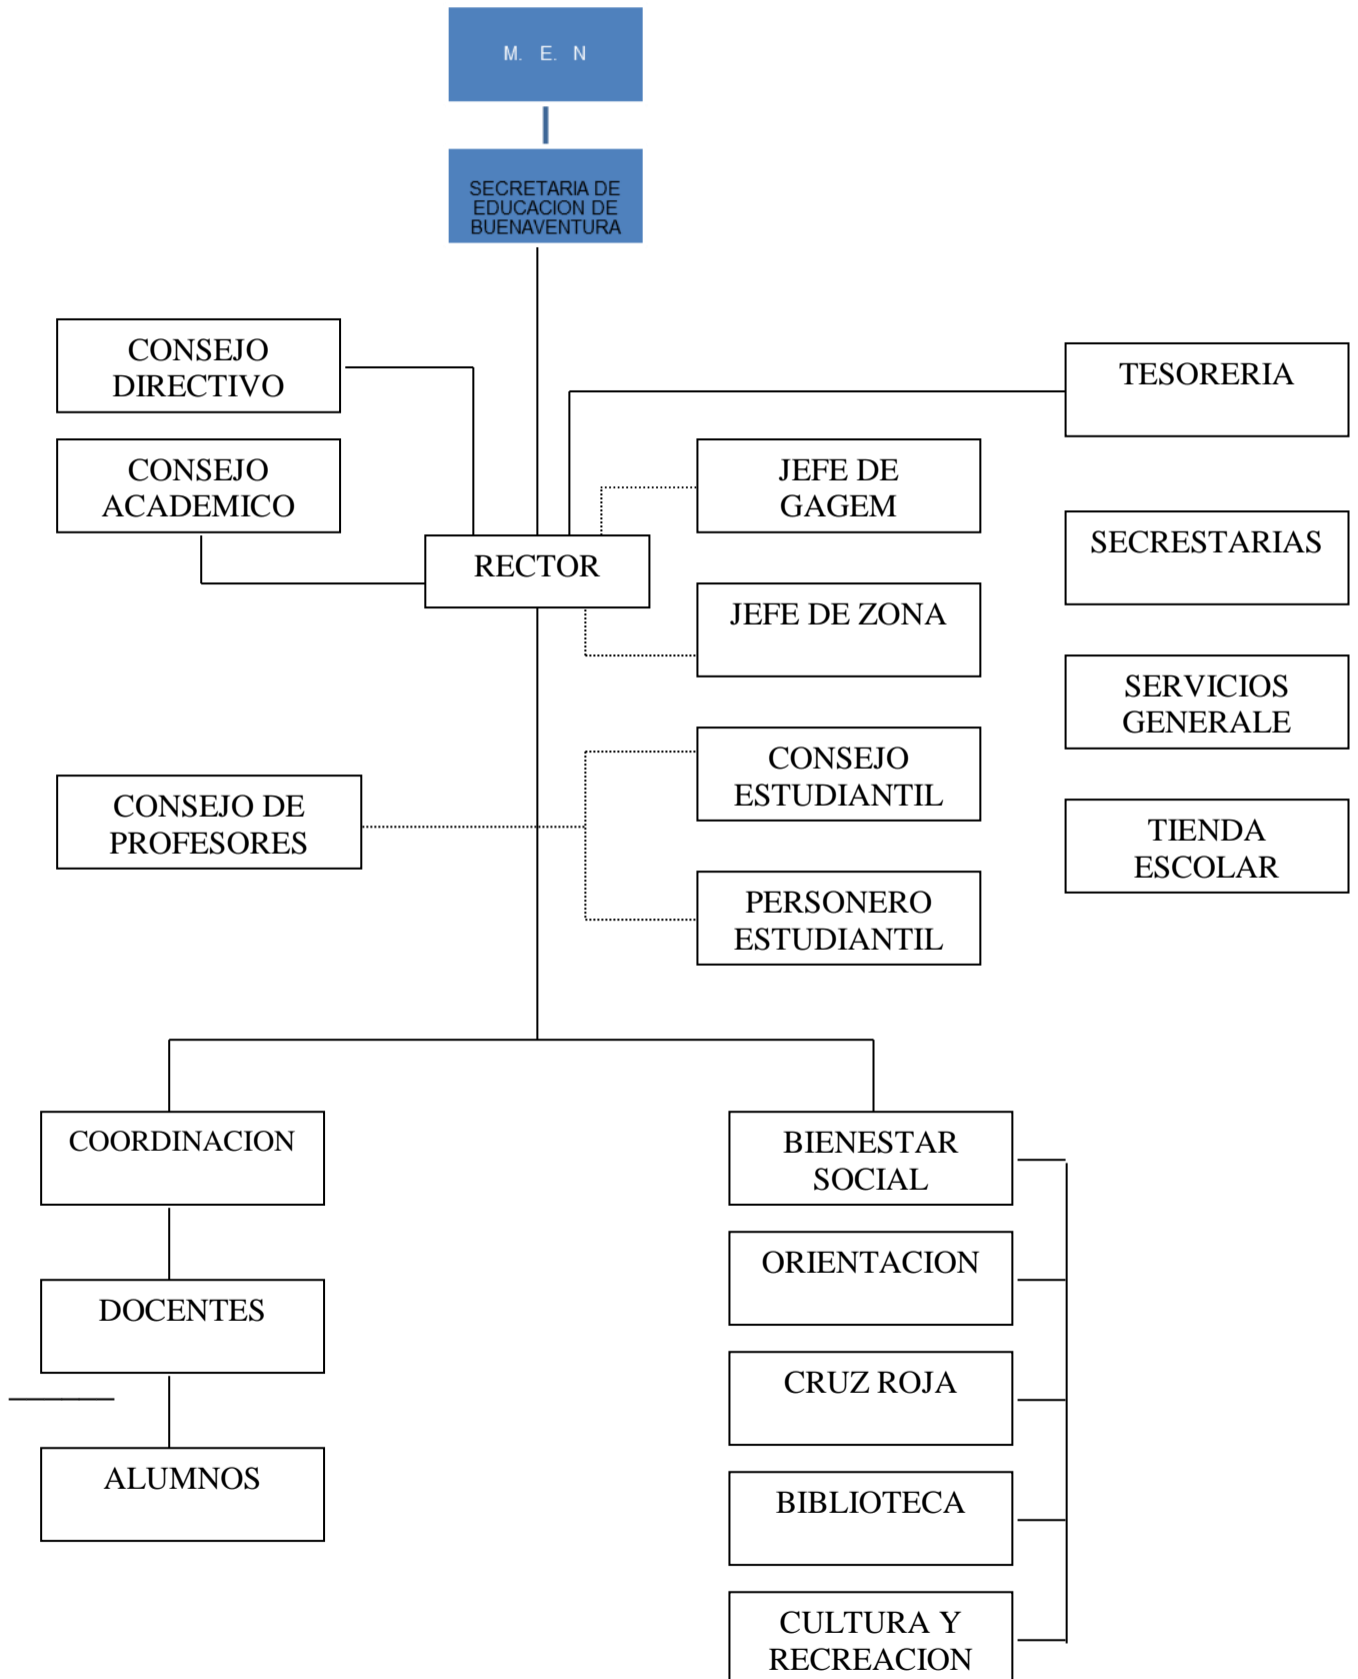 M. E. N
SECRETARIA DE
EDUCACION DE
BUENAVENTURA
CONSEJO
DIRECTIVO
TESORERIA
CONSEJO
ACADEMICO
JEFE DE
GAGEM
SECRESTARIAS
RECTOR
JEFE DE ZONA
SERVICIOS
GENERALE
CONSEJO
ESTUDIANTIL
CONSEJO DE
PROFESORES
TIENDA
ESCOLAR
PERSONERO
ESTUDIANTIL
COORDINACION
BIENESTAR
SOCIAL
ORIENTACION
DOCENTES
CRUZ ROJA
ALUMNOS
BIBLIOTECA
CULTURA Y
RECREACION